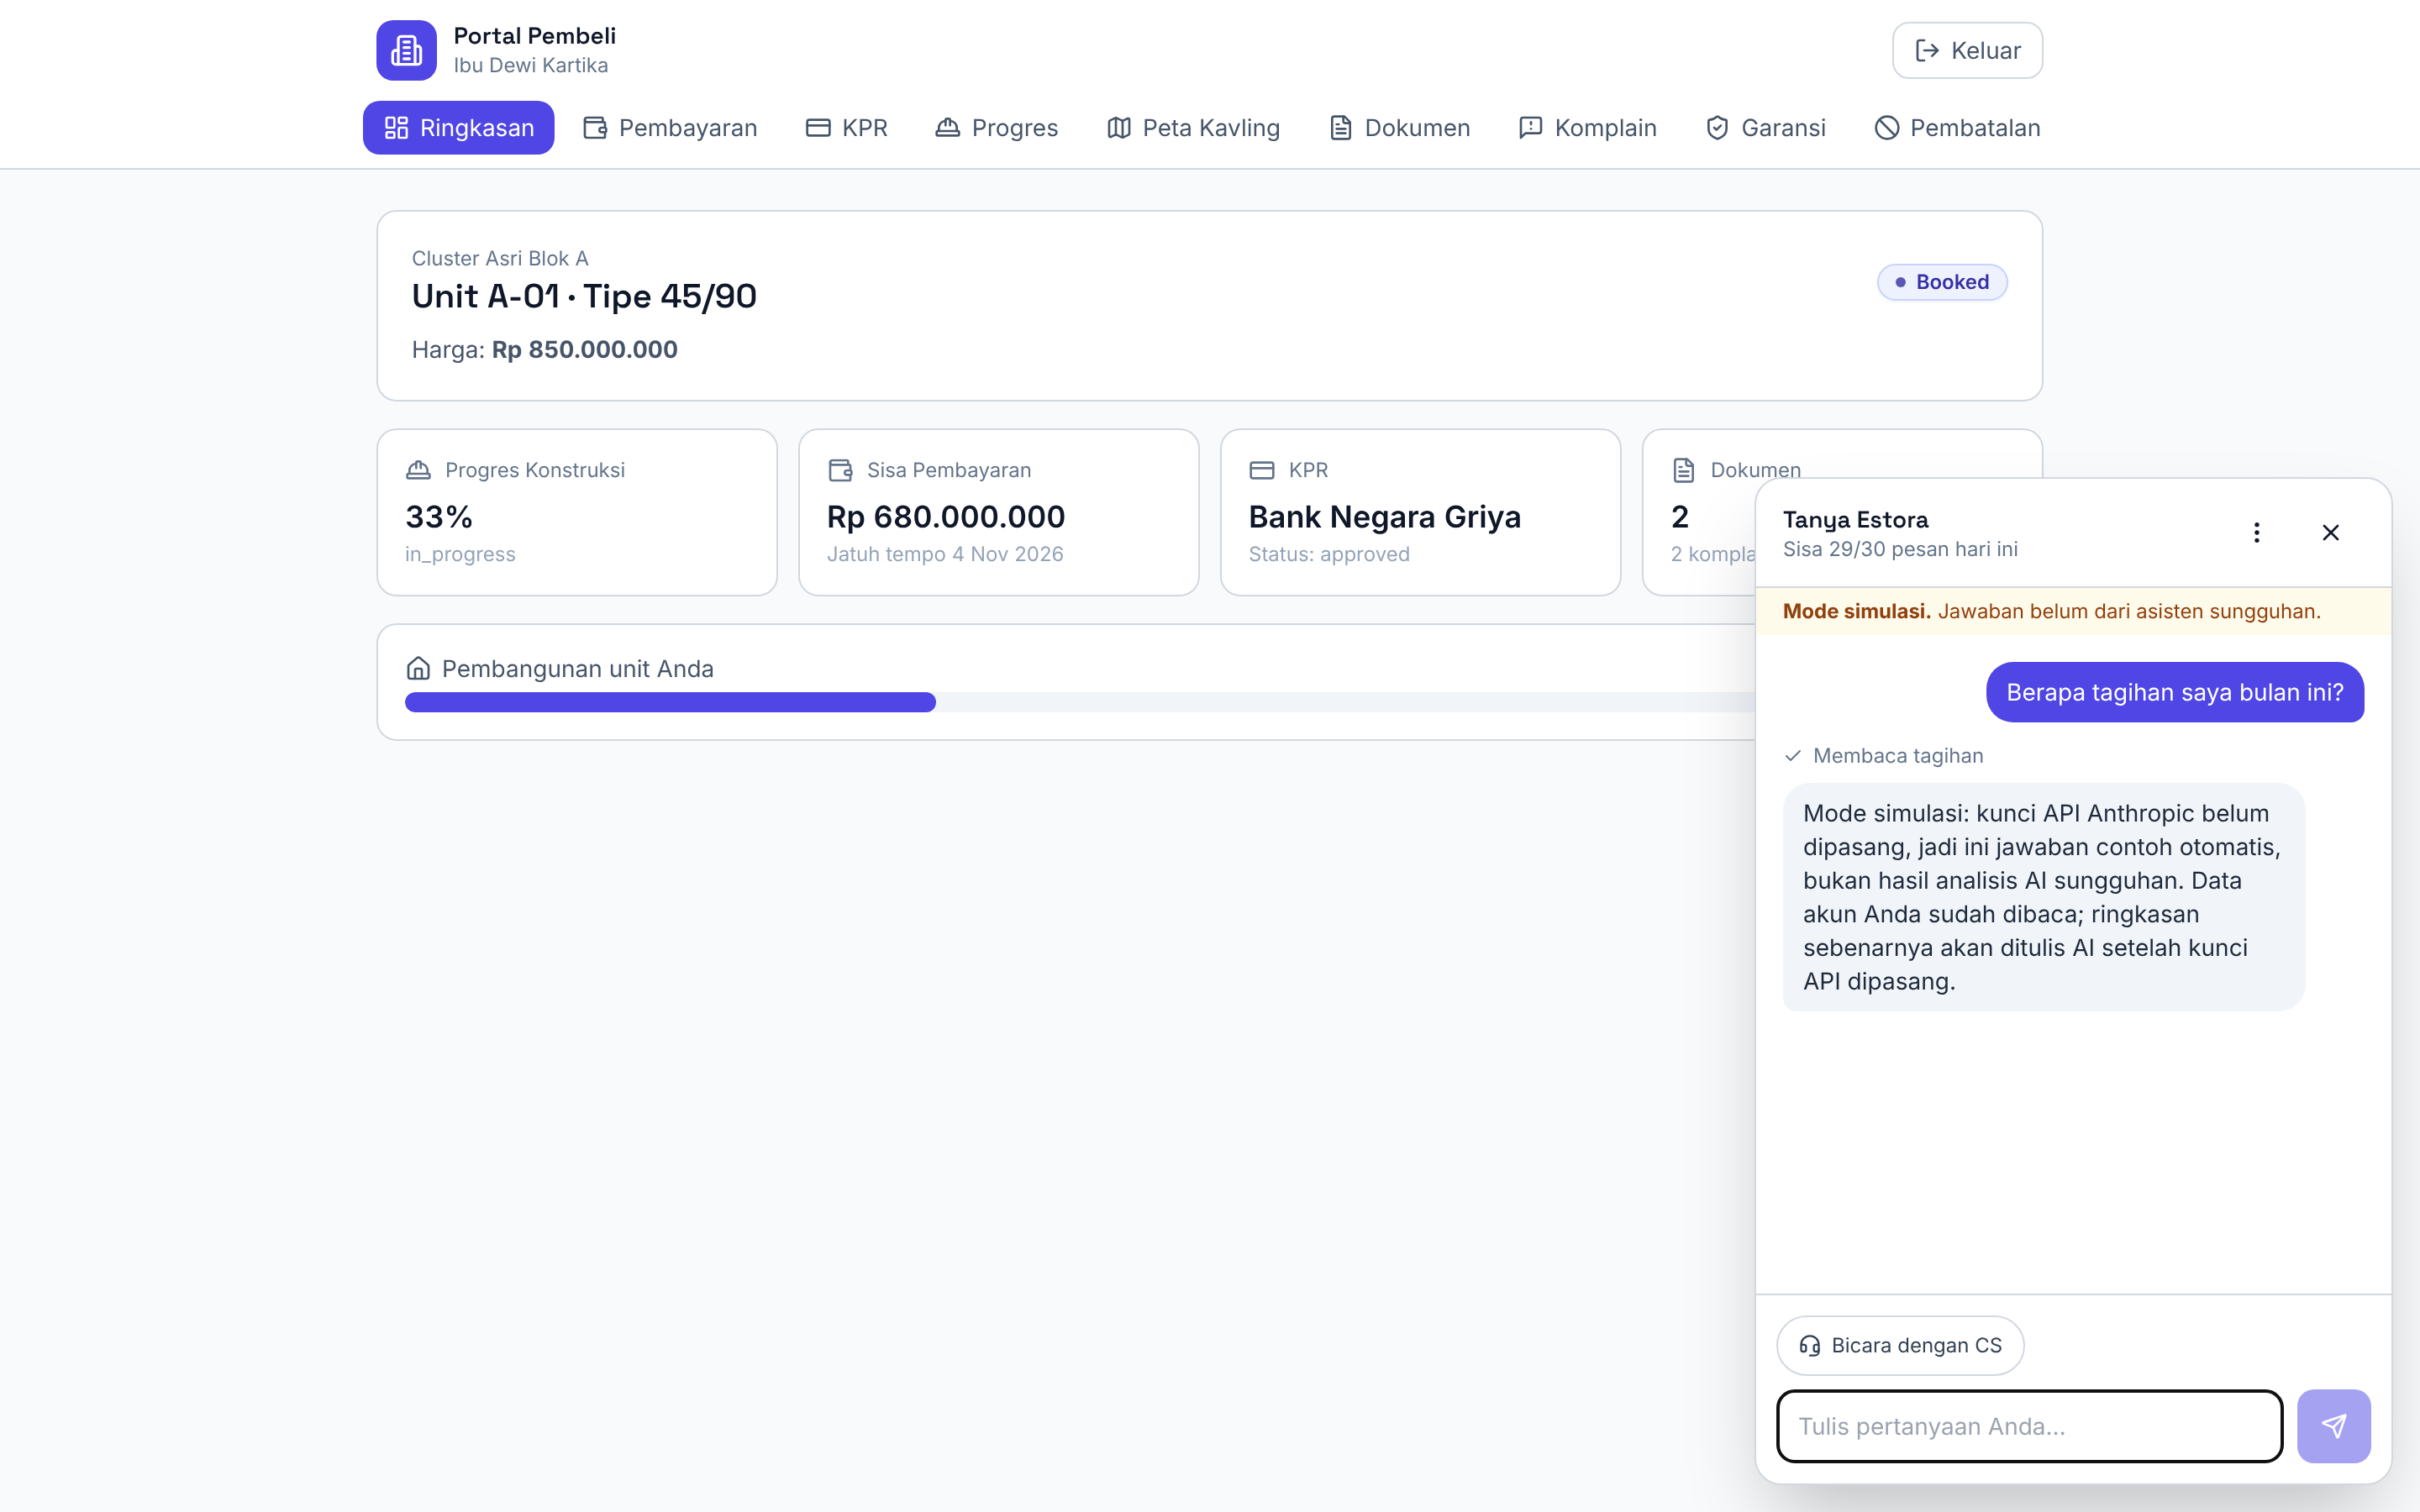 Portal Pembeli
Ibu Dewi Kartika
Keluar
Ringkasan
Pembayaran
KPR
Progres
Peta Kavling
Dokumen
Komplain
Garansi
Pembatalan
Cluster Asri Blok A
Unit A-01 · Tipe 45/90
Harga: Rp 850.000.000
Booked
Progres Konstruksi
33%
in_progress
Sisa Pembayaran
Rp 680.000.000
Jatuh tempo 4 Nov 2026
KPR
Bank Negara Griya
Status: approved
Dokumen
2
2
Pembangunan unit Anda
Tanya Estora
Sisa 29/30 pesan hari ini
Mode simulasi. Jawaban belum dari asisten sungguhan.
Berapa tagihan saya bulan ini?
Membaca tagihan
Mode simulasi: kunci API Anthropic belum
dipasang, jadi ini jawaban contoh otomatis,
bukan hasil analisis AI sungguhan. Data
akun Anda sudah dibaca; ringkasan
sebenarnya akan ditulis AI setelah kunci
API dipasang.
Bicara dengan CS
Tulis pertanyaan Anda...